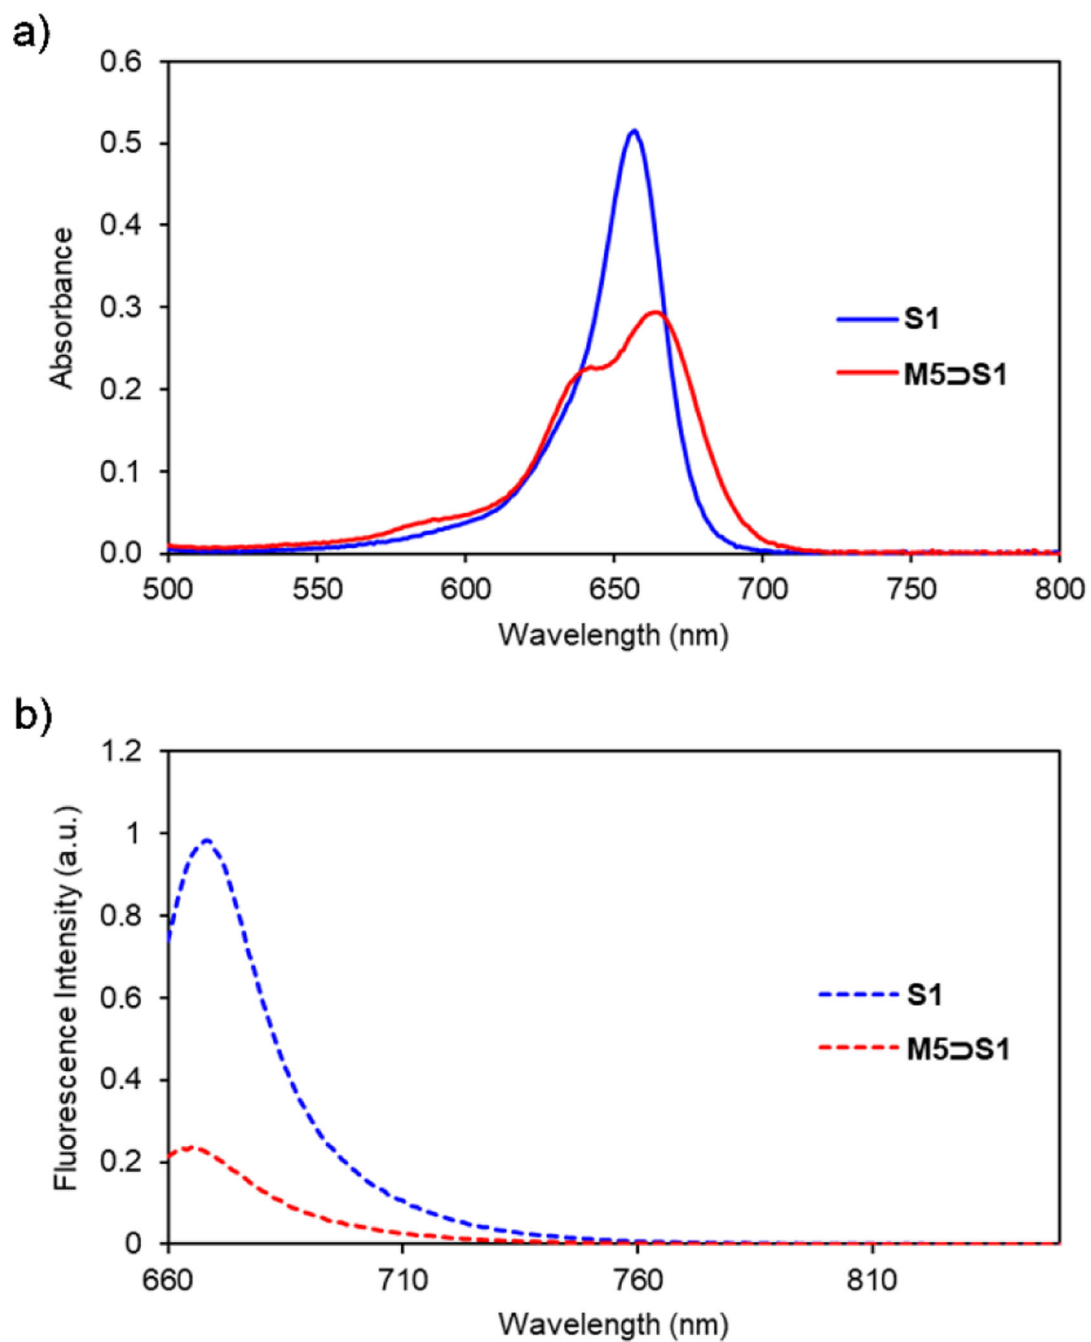 a)
0.6
0.5
0.4
0.3
0.2
0.1
0.0
Absorbance
S1
M5⊃S1
500 550 600 650 700 750 800
Wavelength (nm)
b)
1.2
1
0.8
0.6
0.4
0.2
0
Fluorescence Intensity (a.u.)
S1
M5⊃S1
660 710 760 810
Wavelength (nm)